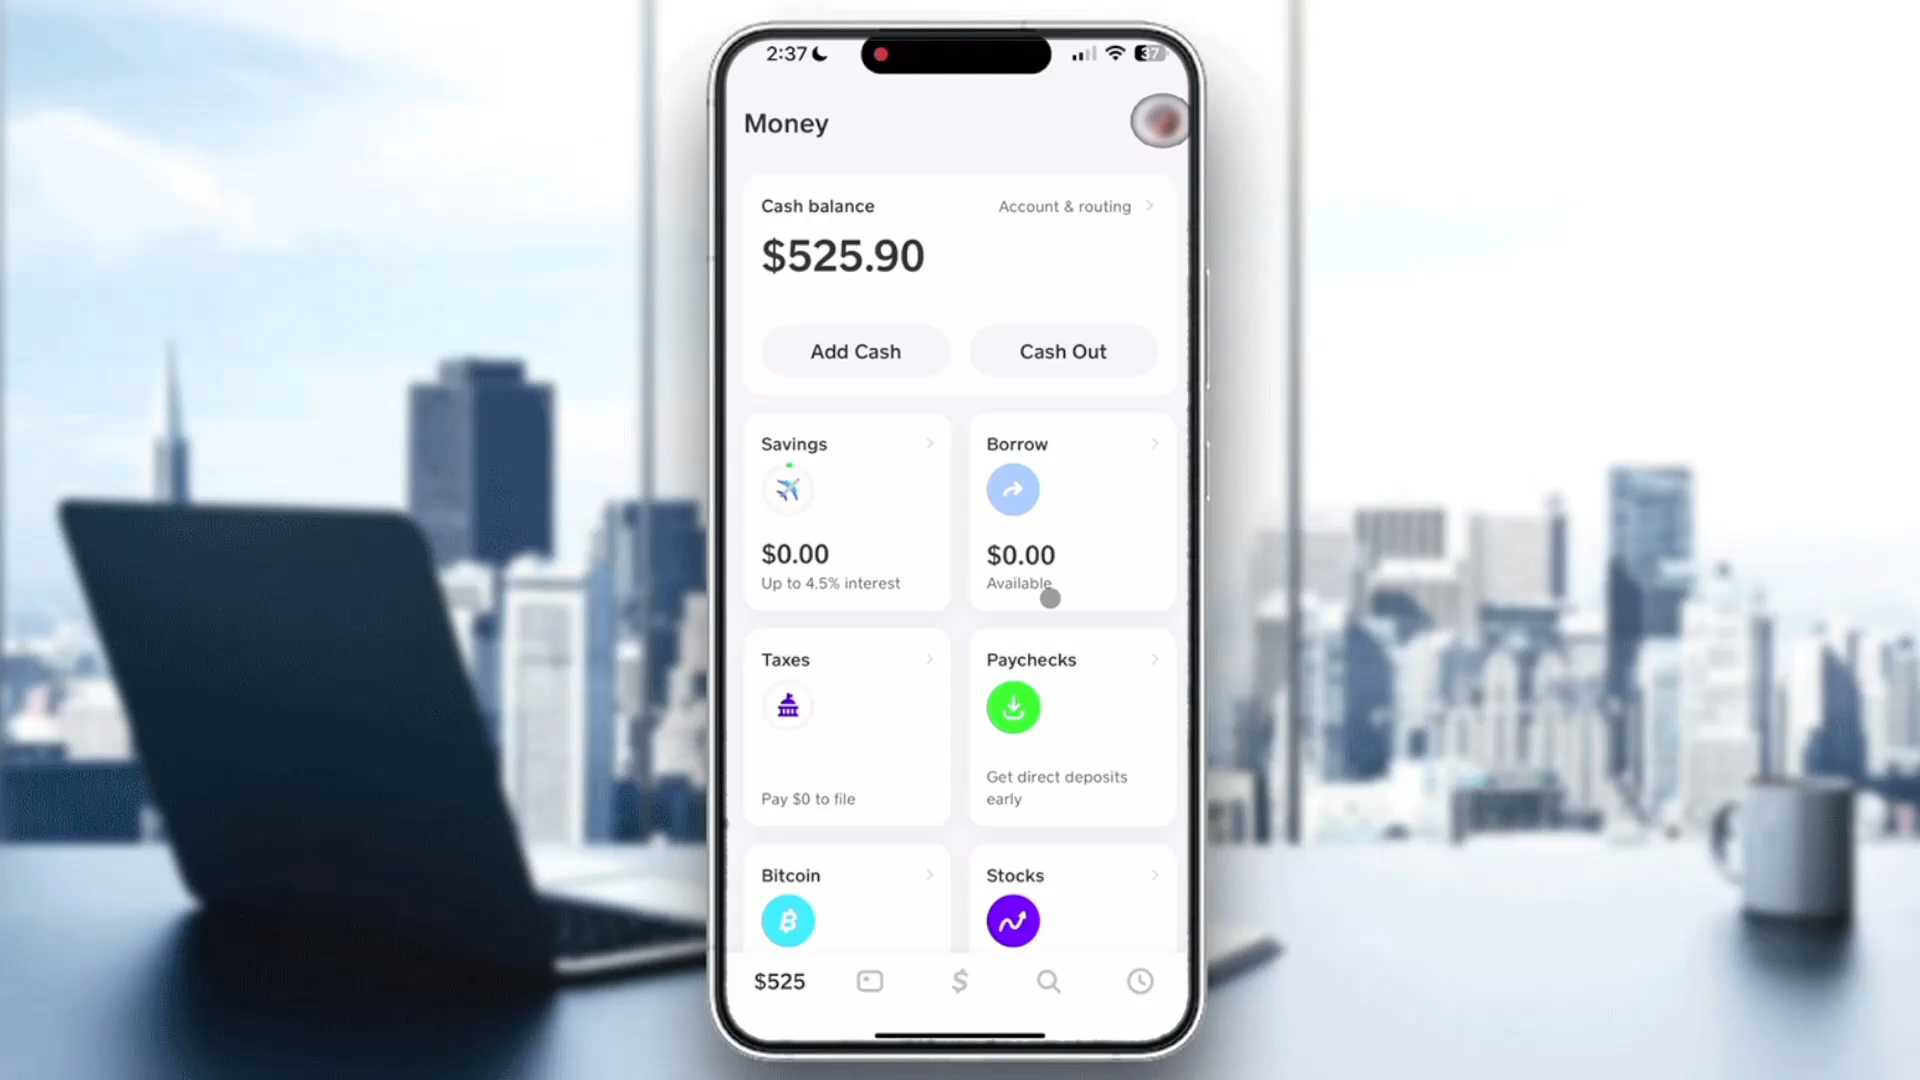 2:37
37
Money
Cash balance
Account & routing
$525.90
Add Cash
Cash Out
Savings
Borrow
$0.00
$0.00
Up to 4.5% interest
Available
Taxes
Paychecks
Pay $0 to file
Get direct deposits
early
Bitcoin
Stocks
$525